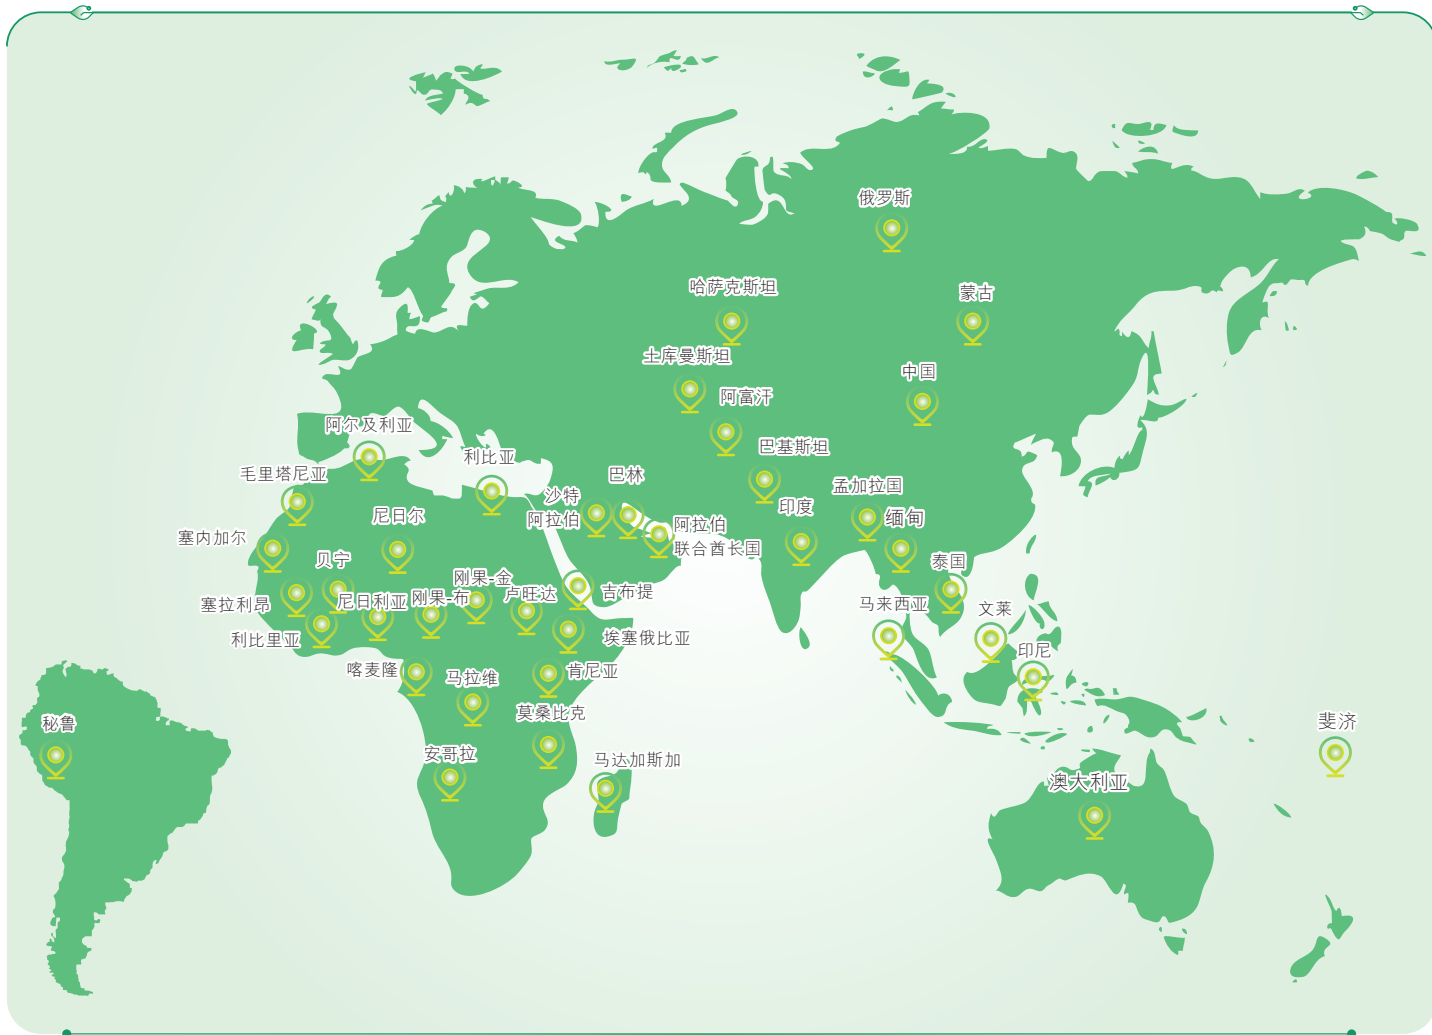 俄罗斯
哈萨克斯坦
蒙古
土库曼斯坦
中国
阿富汗
阿尔及利亚
巴基斯坦
利比亚
毛里塔尼亚
巴林
孟加拉国
沙特
阿拉伯
印度
尼日尔
缅甸
阿拉伯
联合酋长国
塞内加尔
贝宁
泰国
刚果-金
卢旺达
吉布提
刚果-布
尼日利亚
塞拉利昂
马来西亚
文莱
利比里亚
埃塞俄比亚
印尼
喀麦隆
肯尼亚
马拉维
莫桑比克
秘鲁
斐济
安哥拉
马达加斯加
澳大利亚